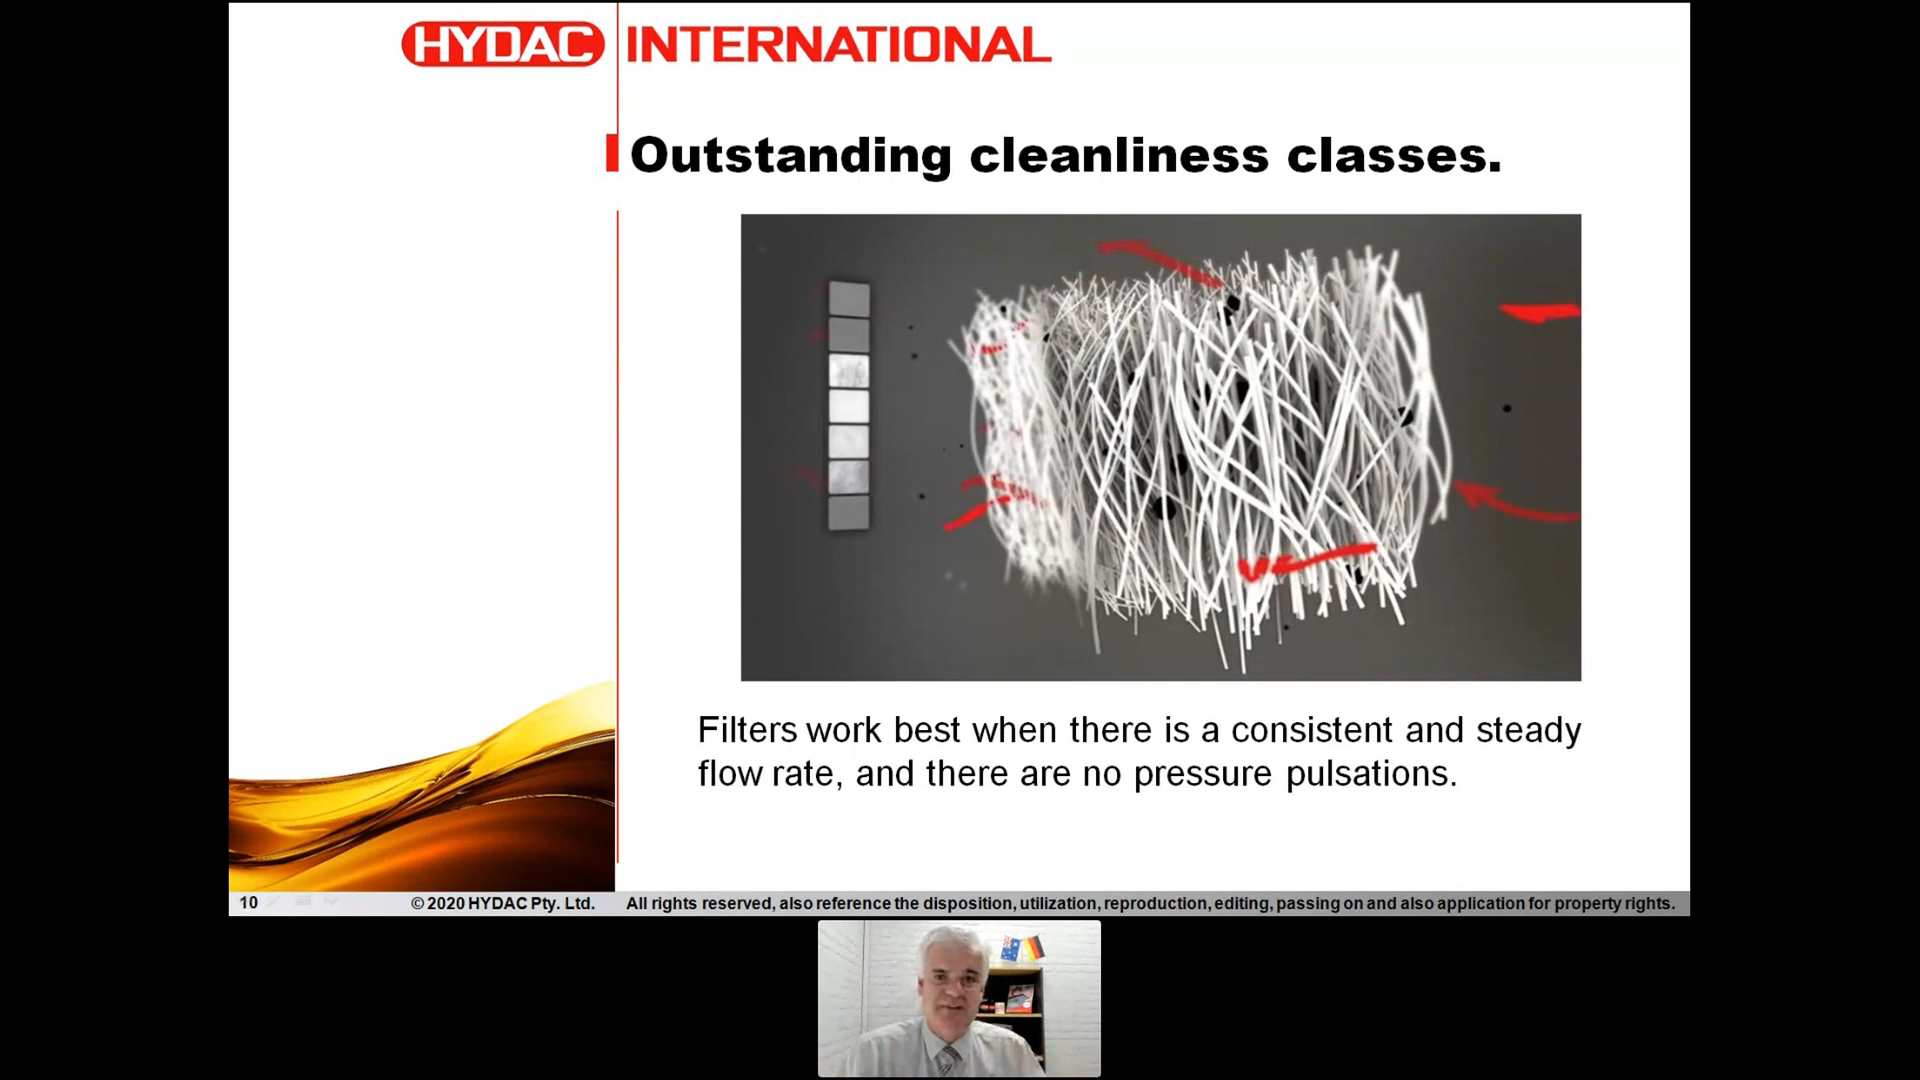 HYDAC INTERNATIONAL
Outstanding cleanliness classes.
Filters work best when there is a consistent and steady
flow rate, and there are no pressure pulsations.
10 © 2020 HYDAC Pty. Ltd. All rights reserved, also reference the disposition, utilization, reproduction, editing, passing on and also application for property rights.